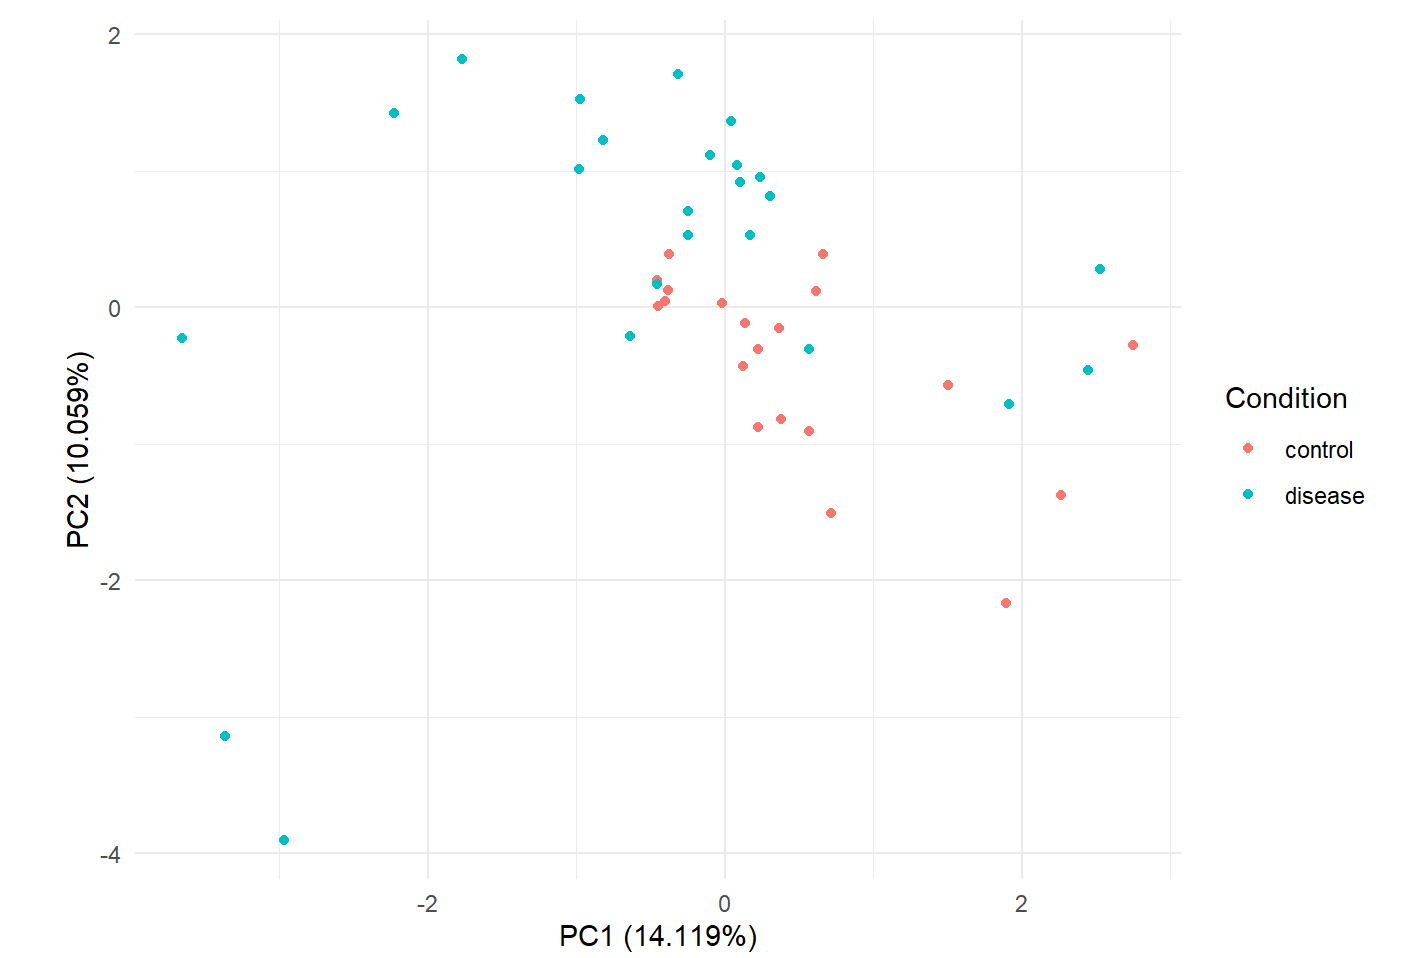 2
0
-2
-4
PC2 (10.059%)
-2
0
2
PC1 (14.119%)
Condition
control
disease